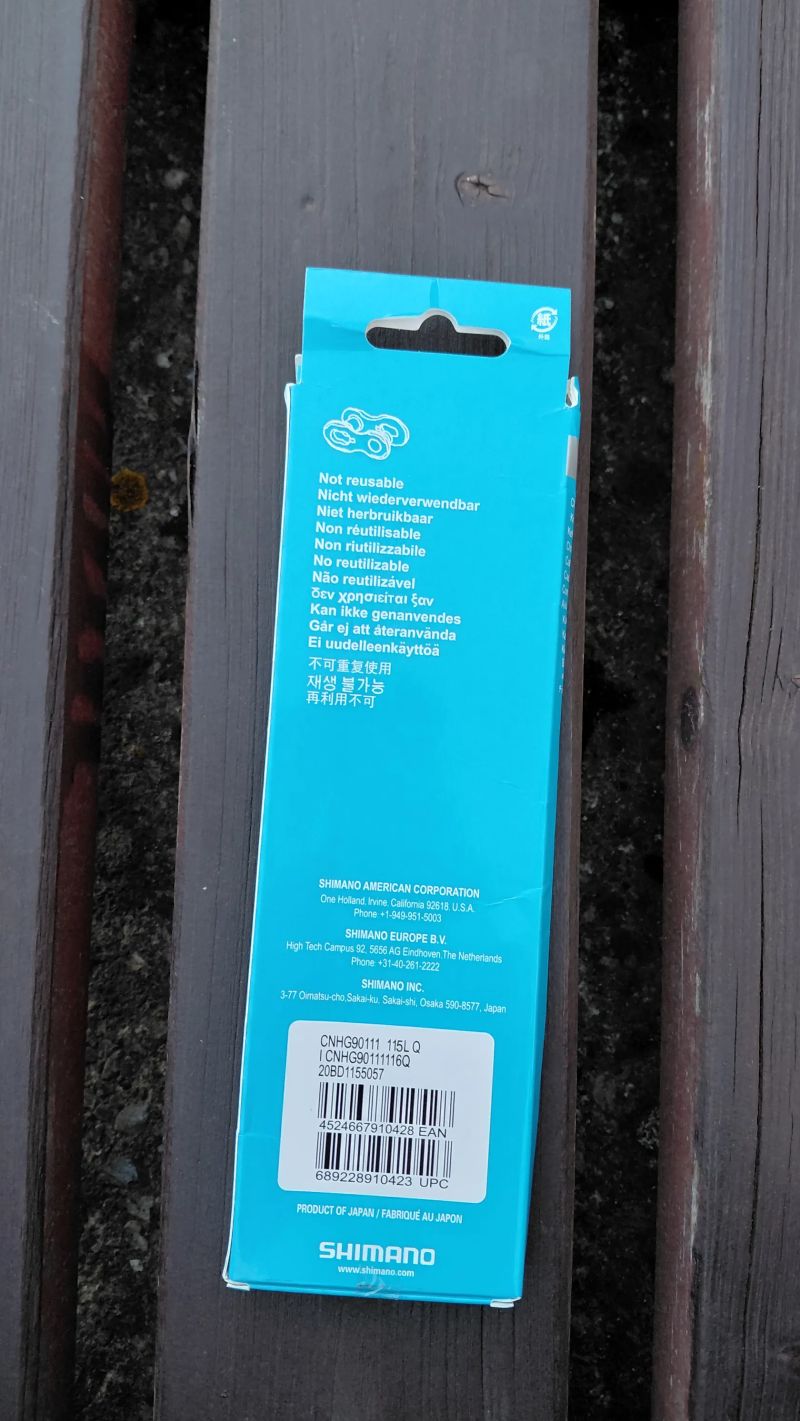 紙
外箱
Not reusable
Nicht wiederverwendbar
Niet herbruikbaar
Non réutilisable
Non riutilizzabile
No reutilizable
Não reutilizável
δεν χρησιείται ξαν
Kan ikke genanvendes
Går ej att återanvända
Ei uudelleenkäyttöä
不可重复使用
재생 불가능
再利用不可
SHIMANO AMERICAN CORPORATION
One Holland, Irvine, California 92618, U.S.A.
Phone: +1-949-951-5003
SHIMANO EUROPE B.V.
High Tech Campus 92, 5656 AG Eindhoven,The Netherlands
Phone: +31-40-261-2222
SHIMANO INC.
3-77 Oimatsu-cho,Sakai-ku, Sakai-shi, Osaka 590-8577, Japan
CNHG90111 115L Q
I CNHG90111116Q
20BD1155057
4524667910428 EAN
689228910423 UPC
PRODUCT OF JAPAN / FABRIQUÉ AU JAPON
SHIMANO
www.shimano.com